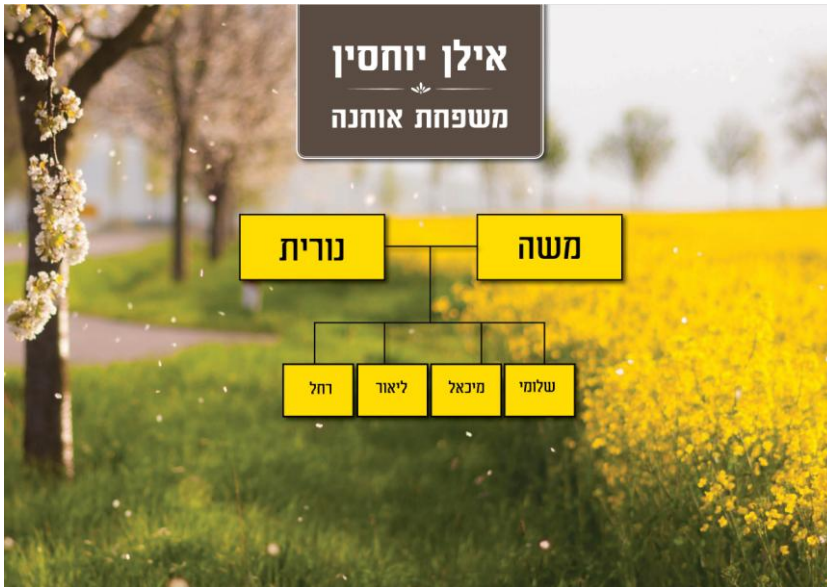 אילן יוחסין
משפחת אוחנה
משה
נורית
שלומי
מיכאל
ליאור
רחל